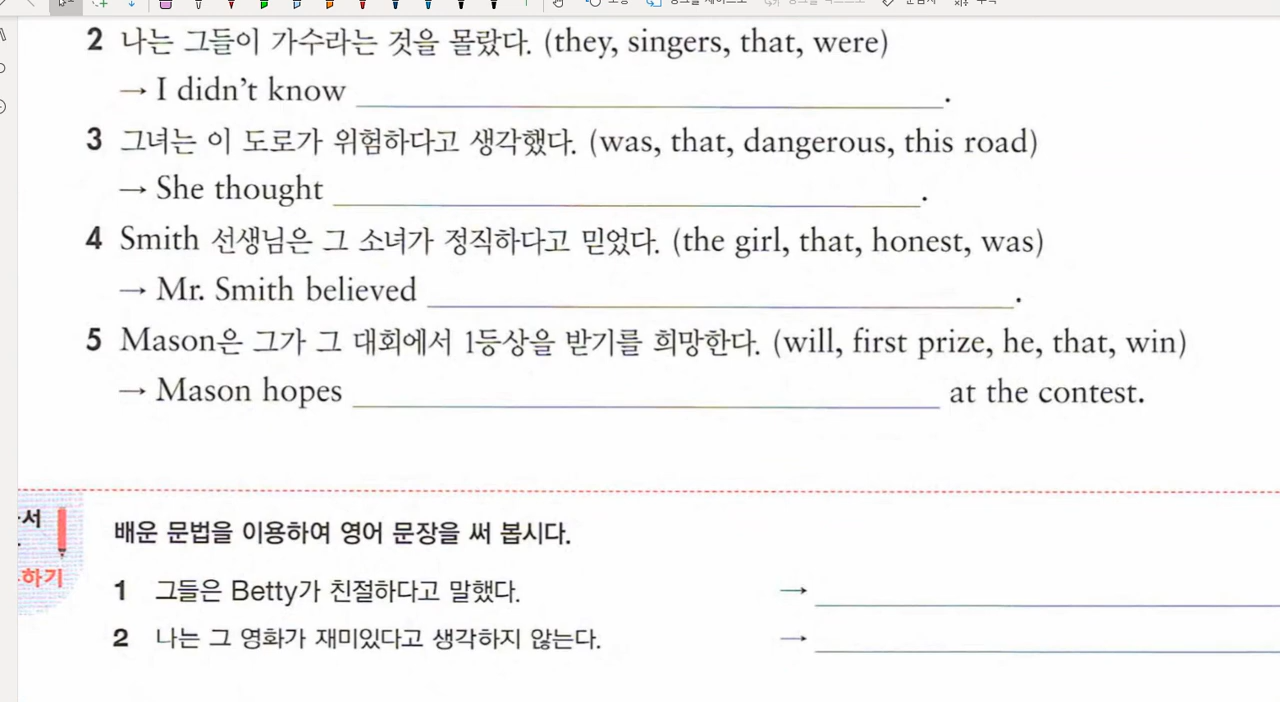 2 나는 그들이 가수라는 것을 몰랐다. (they, singers, that, were)
→ I didn’t know .
3 그녀는 이 도로가 위험하다고 생각했다. (was, that, dangerous, this road)
→ She thought .
4 Smith 선생님은 그 소녀가 정직하다고 믿었다. (the girl, that, honest, was)
→ Mr. Smith believed .
5 Mason은 그가 그 대회에서 1등상을 받기를 희망한다. (will, first prize, he, that, win)
→ Mason hopes at the contest.
서
하기
배운 문법을 이용하여 영어 문장을 써 봅시다.
1 그들은 Betty가 친절하다고 말했다. →
2 나는 그 영화가 재미있다고 생각하지 않는다. →